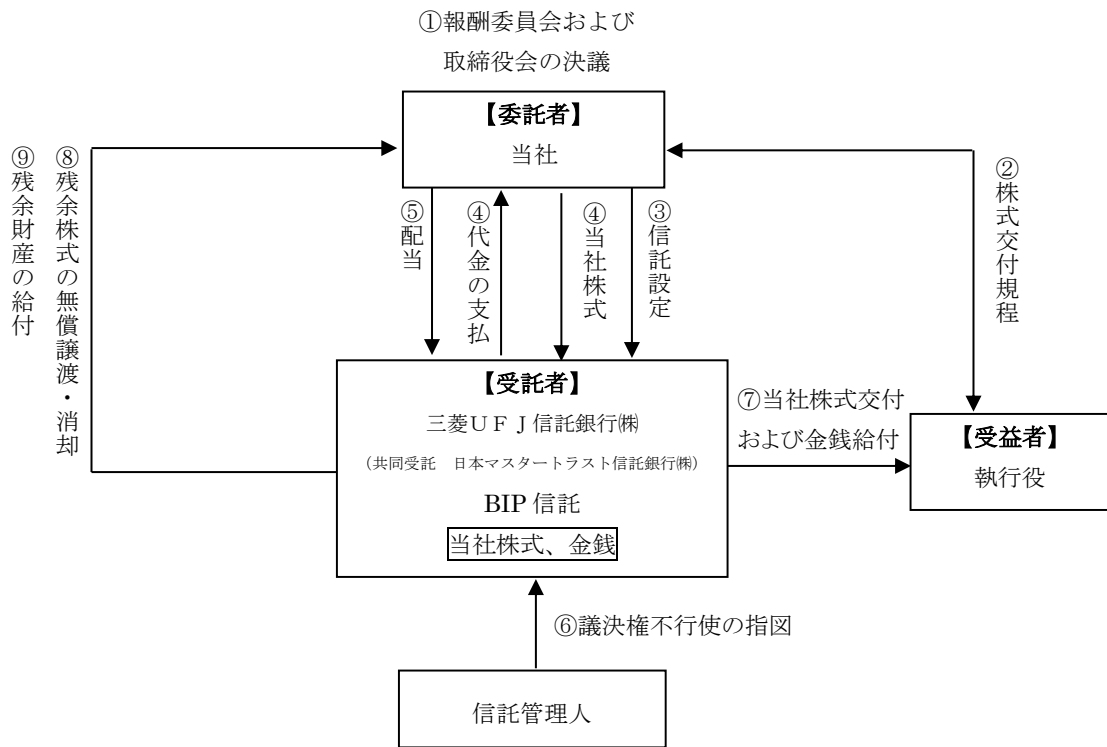 ①報酬委員会および
取締役会の決議
【委託者】
当社
⑨残余財産の給付
⑧残余株式の無償譲渡・消却
⑤配当
④代金の支払
④当社株式
③信託設定
②株式交付規程
【受託者】
三菱UFJ信託銀行㈱
(共同受託 日本マスタートラスト信託銀行㈱)
BIP信託
当社株式、金銭
⑦当社株式交付
および金銭給付
【受益者】
執行役
⑥議決権不行使の指図
信託管理人